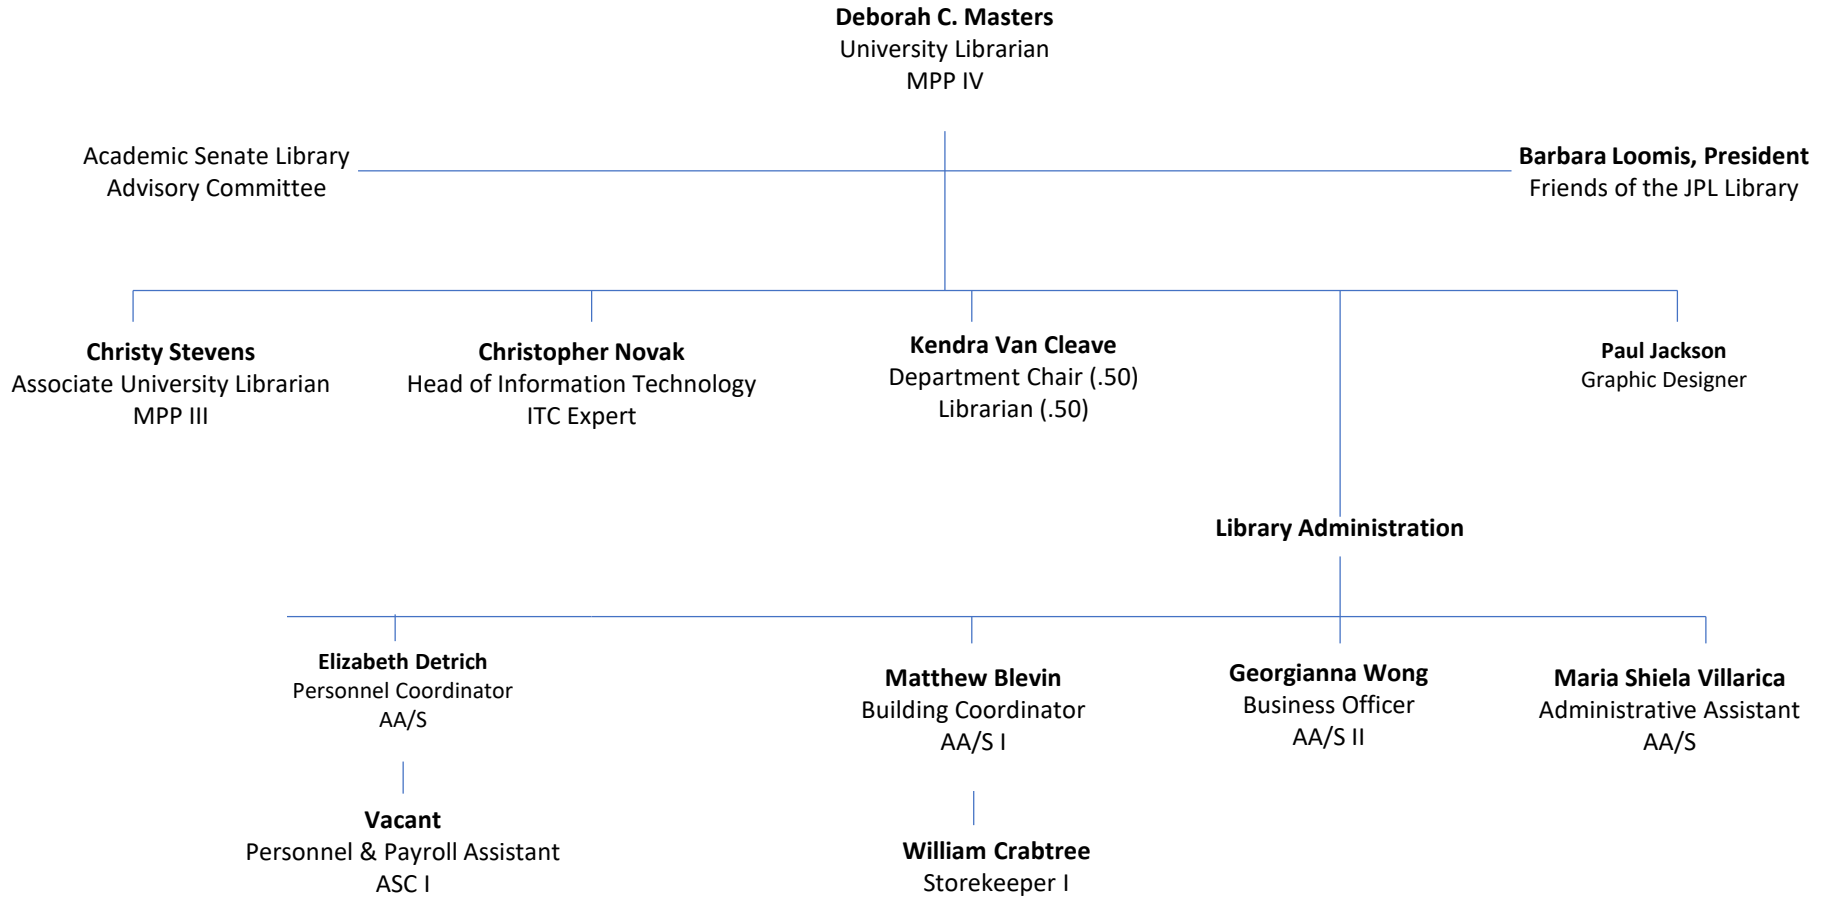 Deborah C. Masters
University Librarian
MPP IV
Academic Senate Library
Advisory Committee
Barbara Loomis, President
Friends of the JPL Library
Christy Stevens
Associate University Librarian
MPP III
Christopher Novak
Head of Information Technology
ITC Expert
Kendra Van Cleave
Department Chair (.50)
Librarian (.50)
Paul Jackson
Graphic Designer
Library Administration
Elizabeth Detrich
Personnel Coordinator
AA/S
Matthew Blevin
Building Coordinator
AA/S I
Georgianna Wong
Business Officer
AA/S II
Maria Shiela Villarica
Administrative Assistant
AA/S
Vacant
Personnel & Payroll Assistant
ASC I
William Crabtree
Storekeeper I